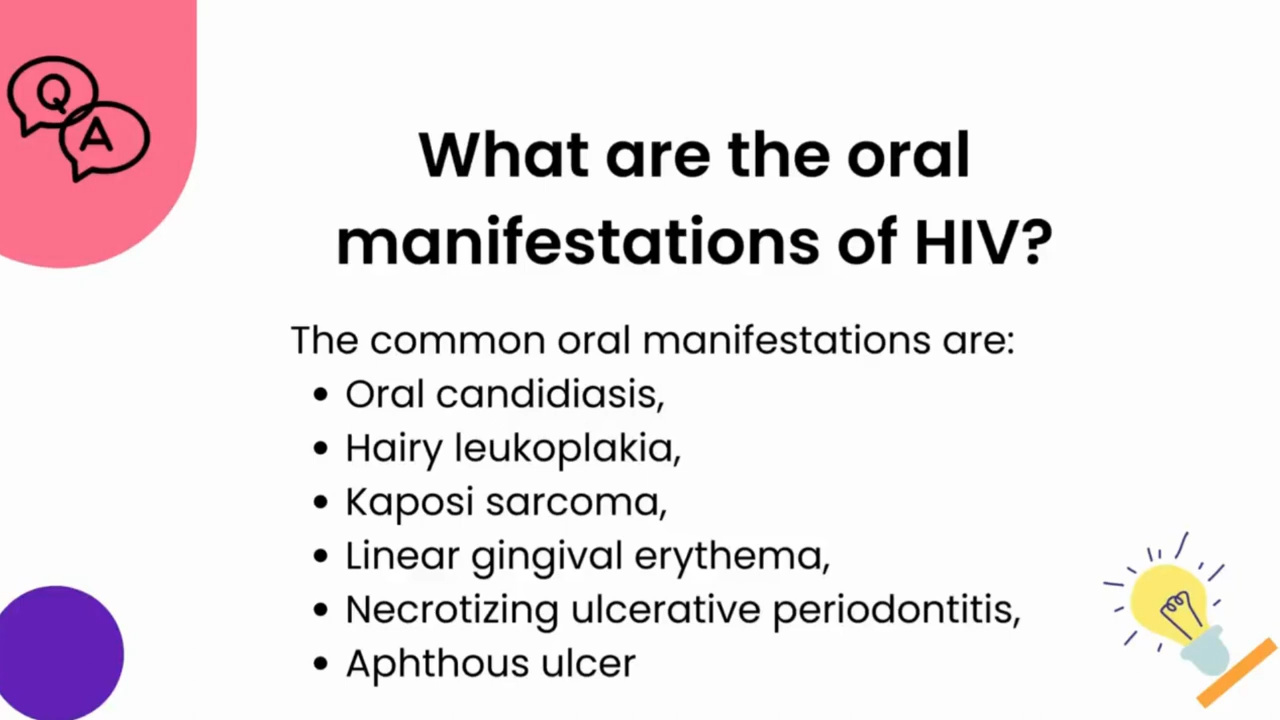 Q
A
What are the oral
manifestations of HIV?
The common oral manifestations are:
• Oral candidiasis,
• Hairy leukoplakia,
• Kaposi sarcoma,
• Linear gingival erythema,
• Necrotizing ulcerative periodontitis,
• Aphthous ulcer